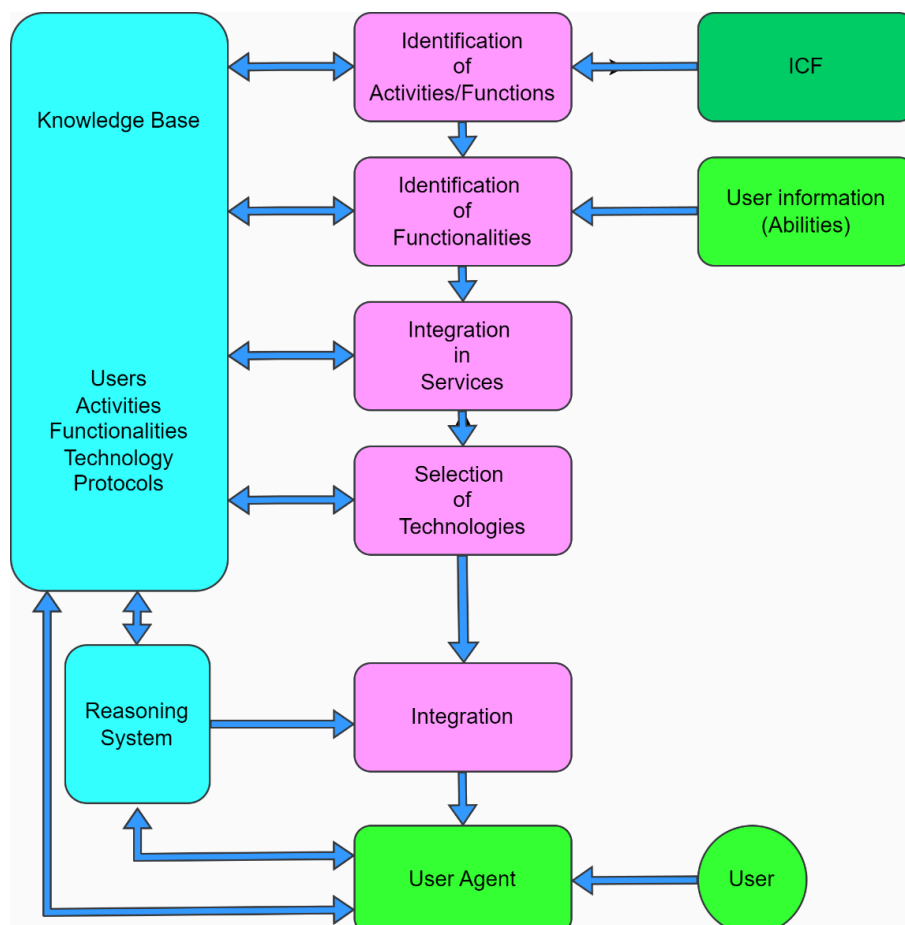 Knowledge Base
Users
Activities
Functionalities
Technology
Protocols
Identification
of
Activities/Functions
ICF
Identification
of
Functionalities
User information
(Abilities)
Integration
in
Services
Selection
of
Technologies
Reasoning
System
Integration
User Agent
User